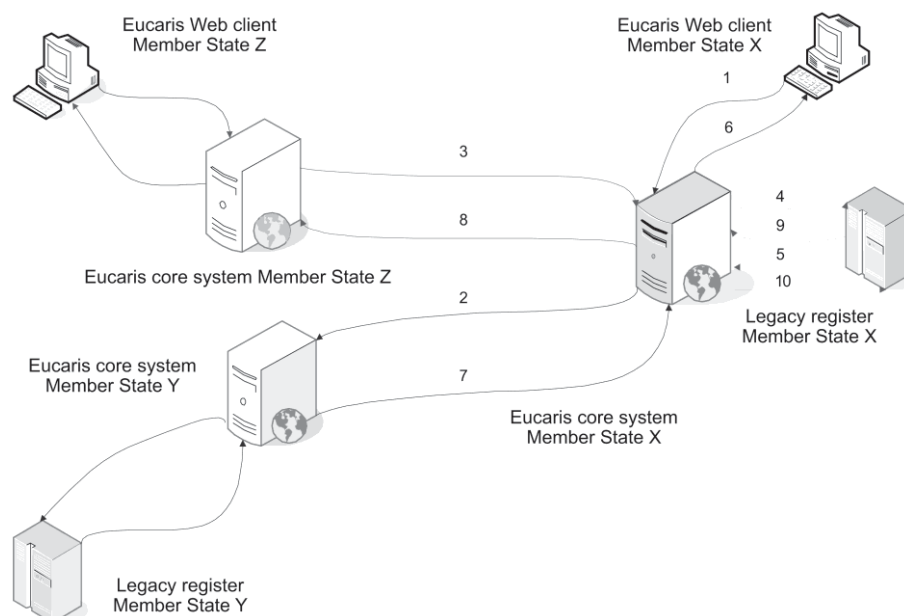 Eucaris Web client
Member State Z
Eucaris Web client
Member State X
1
6
3
4
8
9
5
10
Eucaris core system Member State Z
2
Legacy register
Member State X
Eucaris core system
Member State Y
7
Eucaris core system
Member State X
Legacy register
Member State Y